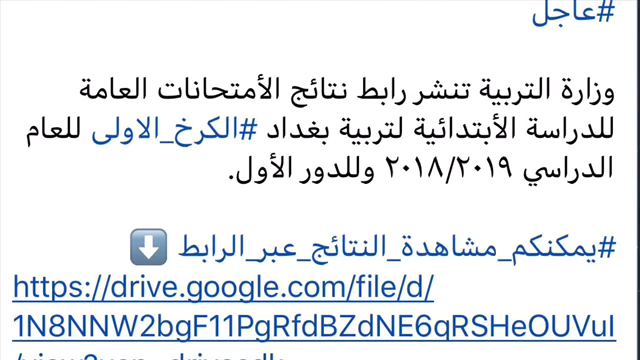 #عاجل
وزارة التربية تنشر رابط نتائج الأمتحانات العامة
للدراسة الأبتدائية لتربية بغداد #الكرخ_الاولى للعام
الدراسي ٢٠١٨/٢٠١٩ وللدور الأول.
#يمكنكم_مشاهدة_النتائج_عبر_الرابط ⬇️
https://drive.google.com/file/d/
1N8NNW2bgF11PgRfdBZdNE6qRSHeOUVuI